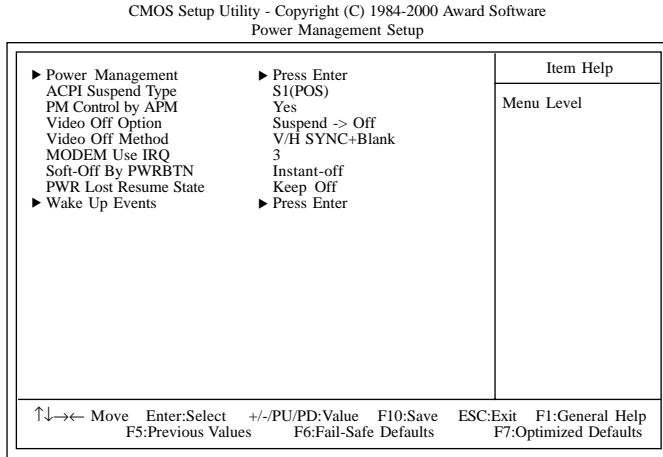 CMOS Setup Utility - Copyright (C) 1984-2000 Award Software
Power Management Setup
▶ Power Management ▶ Press Enter
ACPI Suspend Type S1(POS)
PM Control by APM Yes
Video Off Option Suspend -> Off
Video Off Method V/H SYNC+Blank
MODEM Use IRQ 3
Soft-Off By PWRBTN Instant-off
PWR Lost Resume State Keep Off
▶ Wake Up Events ▶ Press Enter
Item Help
Menu Level
↑↓→← Move Enter:Select +/-/PU/PD:Value F10:Save ESC:Exit F1:General Help
F5:Previous Values F6:Fail-Safe Defaults F7:Optimized Defaults